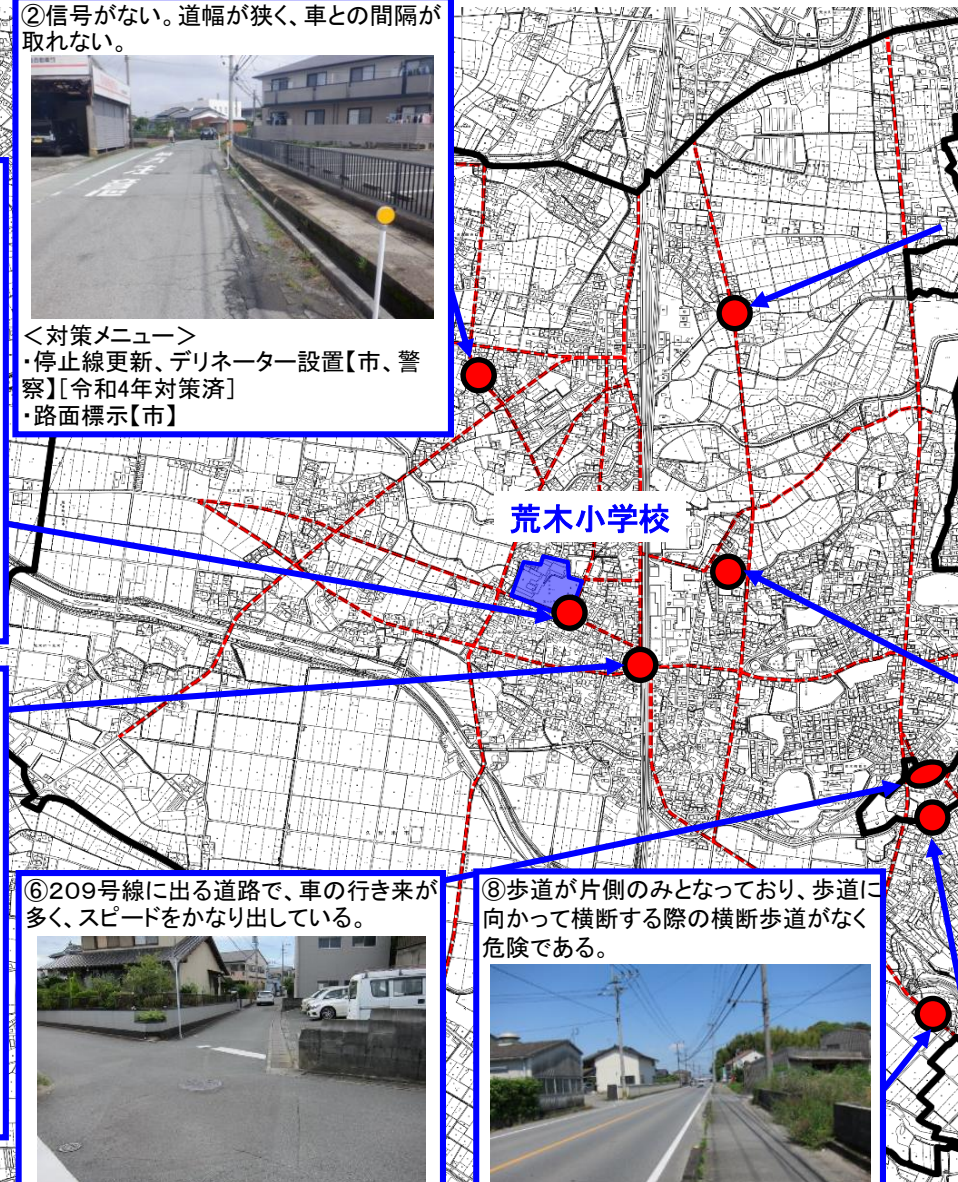 ②信号がない。道幅が狭く、車との間隔が
取れない。
＜対策メニュー＞
・停止線更新、デリネーター設置【市、警
察】[令和4年対策済]
・路面標示【市】
荒木小学校
⑥209号線に出る道路で、車の行き来が
多く、スピードをかなり出している。
⑧歩道が片側のみとなっており、歩道に
向かって横断する際の横断歩道がなく
危険である。